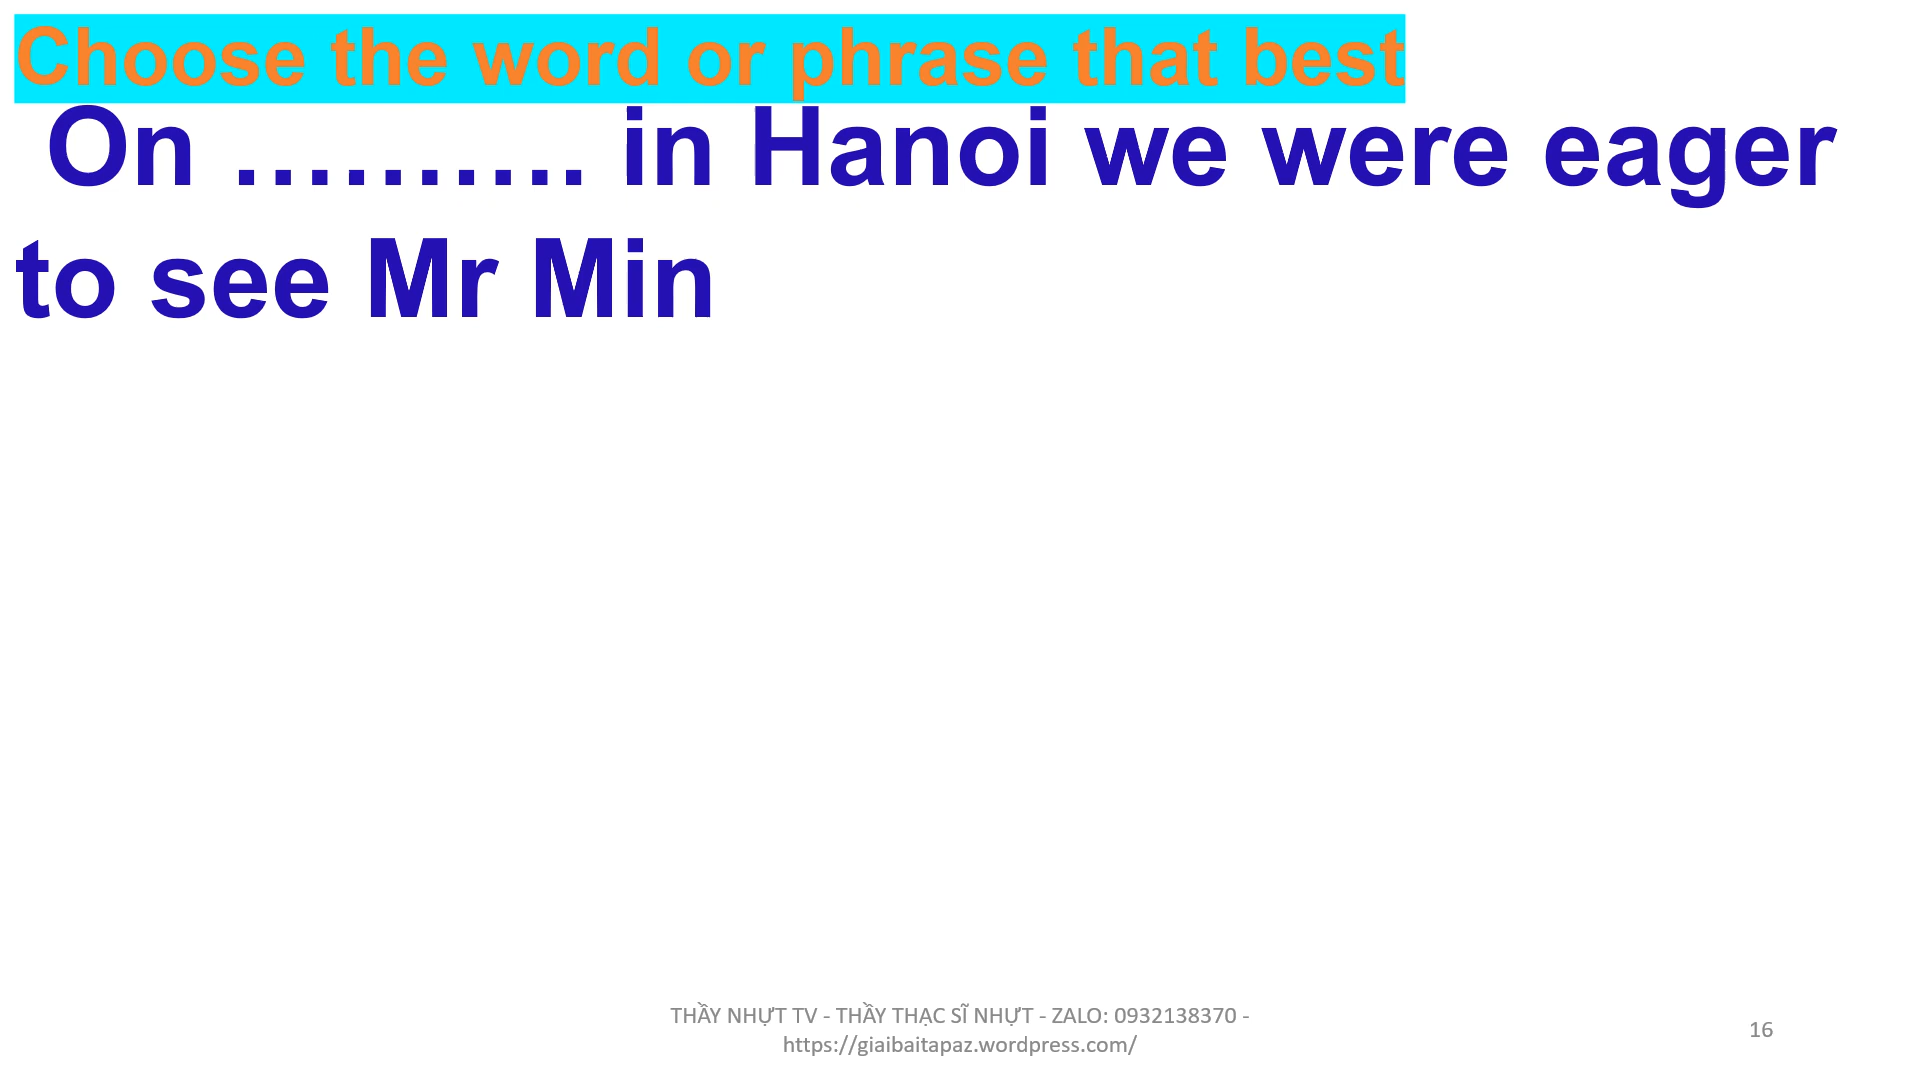 Choose the word or phrase that best
On ………. in Hanoi we were eager
to see Mr Min
THẦY NHỰT TV - THẦY THẠC SĨ NHỰT - ZALO: 0932138370 -
https://giaibaitapaz.wordpress.com/
16